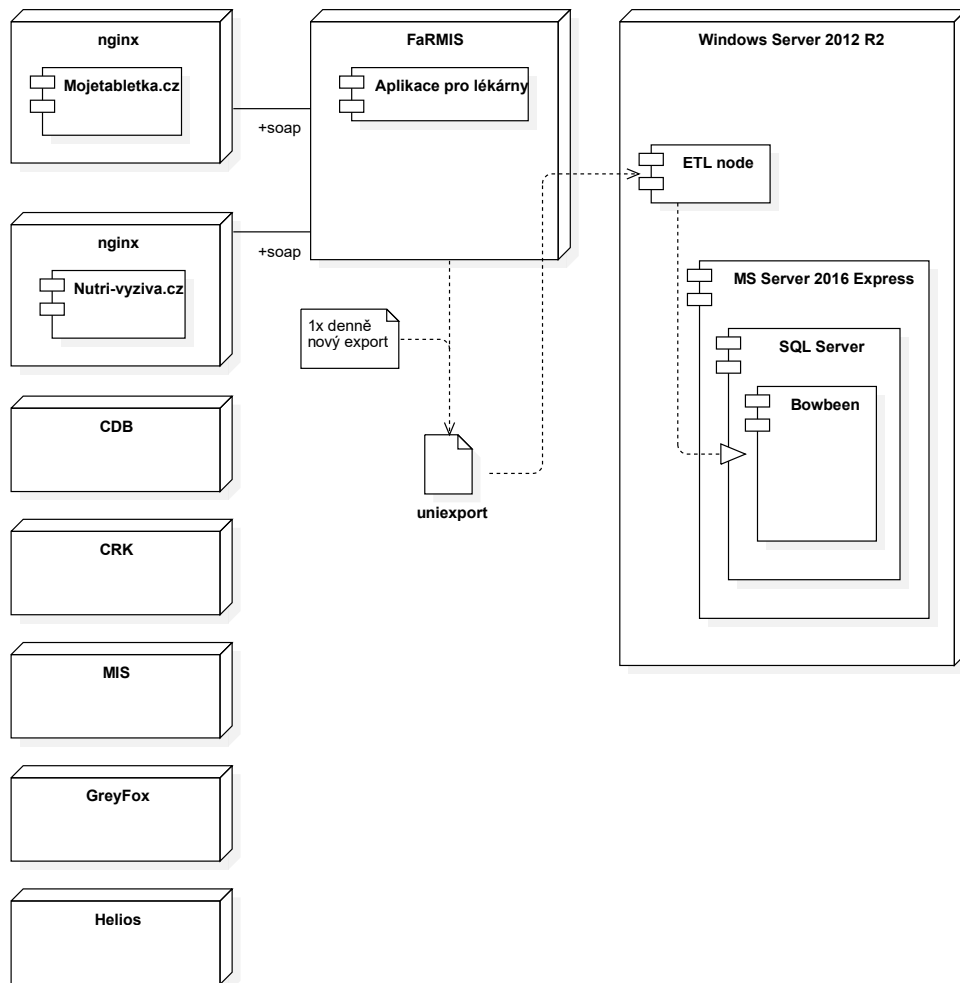 nginx
Mojetabletka.cz
+soap
FaRMIS
Aplikace pro lékárny
Windows Server 2012 R2
ETL node
nginx
Nutri-vyziva.cz
+soap
1x denně
nový export
uniexport
MS Server 2016 Express
SQL Server
Bowbeen
CDB
CRK
MIS
GreyFox
Helios